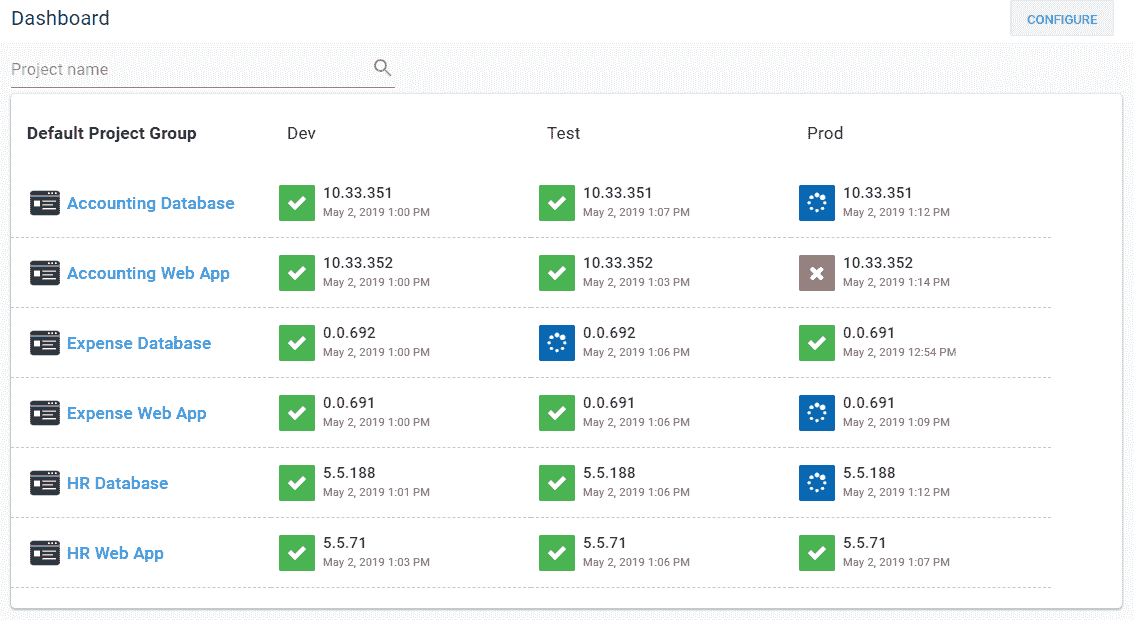 Dashboard
CONFIGURE
Project name
Default Project Group Dev Test Prod
Accounting Database 10.33.351 10.33.351 10.33.351
May 2, 2019 1:00 PM May 2, 2019 1:07 PM May 2, 2019 1:12 PM
Accounting Web App 10.33.352 10.33.352 10.33.352
May 2, 2019 1:00 PM May 2, 2019 1:03 PM May 2, 2019 1:14 PM
Expense Database 0.0.692 0.0.692 0.0.691
May 2, 2019 1:00 PM May 2, 2019 1:06 PM May 2, 2019 12:54 PM
Expense Web App 0.0.691 0.0.691 0.0.691
May 2, 2019 1:00 PM May 2, 2019 1:06 PM May 2, 2019 1:09 PM
HR Database 5.5.188 5.5.188 5.5.188
May 2, 2019 1:01 PM May 2, 2019 1:06 PM May 2, 2019 1:12 PM
HR Web App 5.5.71 5.5.71 5.5.71
May 2, 2019 1:03 PM May 2, 2019 1:06 PM May 2, 2019 1:07 PM